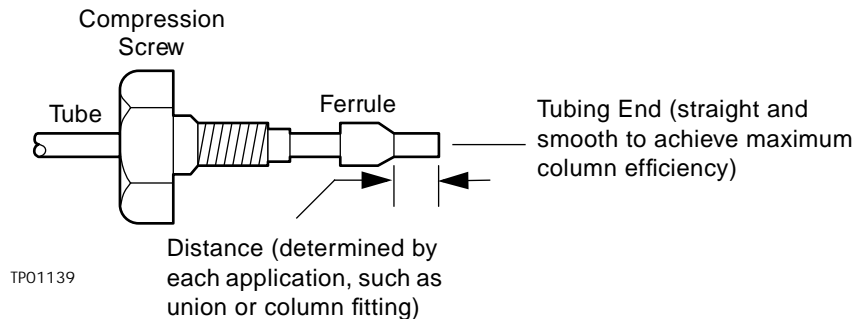 Compression
Screw
Tube
Ferrule
Tubing End (straight and
smooth to achieve maximum
column efficiency)
Distance (determined by
each application, such as
union or column fitting)
TP01139